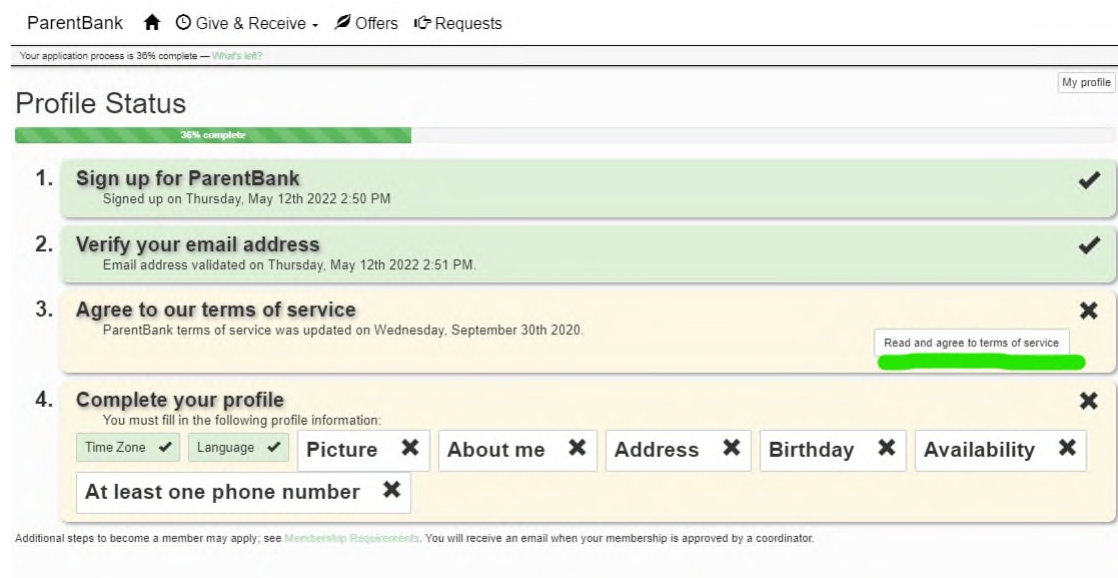 ParentBank Give & Receive Offers Requests
Your application process is 36% complete — What's left?
My profile
Profile Status
36% complete
1. Sign up for ParentBank
Signed up on Thursday, May 12th 2022 2:50 PM
2. Verify your email address
Email address validated on Thursday, May 12th 2022 2:51 PM.
3. Agree to our terms of service
ParentBank terms of service was updated on Wednesday, September 30th 2020.
Read and agree to terms of service
4. Complete your profile
You must fill in the following profile information:
Time Zone Language Picture About me Address Birthday Availability
At least one phone number
Additional steps to become a member may apply; see Membership Requirements. You will receive an email when your membership is approved by a coordinator.